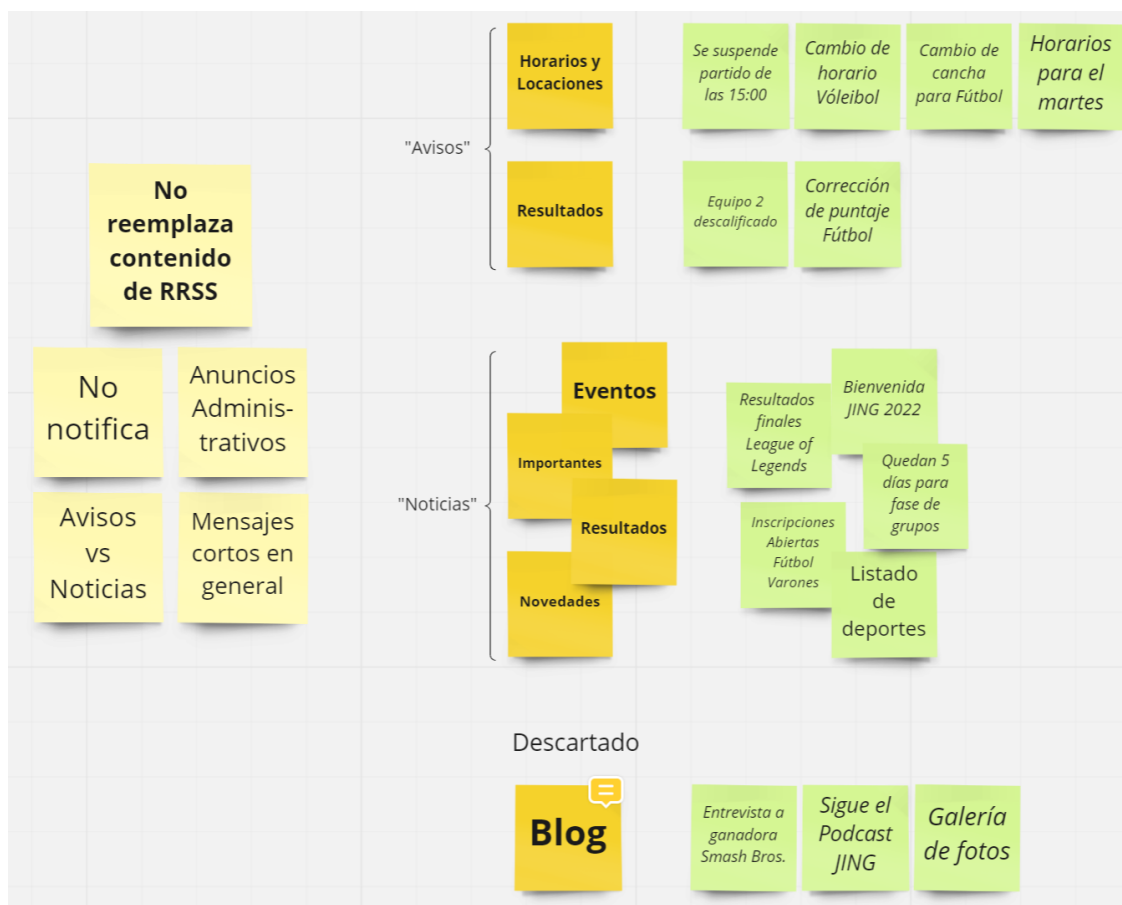 No
reemplaza
contenido
de RRSS
No
notifica
Anuncios
Adminis-
trativos
Avisos
vs
Noticias
Mensajes
cortos en
general
"Avisos"
Horarios y
Locaciones
Se suspende
partido de
las 15:00
Cambio de
horario
Vóleibol
Cambio de
cancha
para Fútbol
Horarios
para el
martes
Resultados
Equipo 2
descalificado
Corrección
de puntaje
Fútbol
"Noticias"
Eventos
Importantes
Resultados
Novedades
Resultados
finales
League of
Legends
Bienvenida
JING 2022
Quedan 5
días para
fase de
grupos
Inscripciones
Abiertas
Fútbol
Varones
Listado
de
deportes
Descartado
Blog
Entrevista a
ganadora
Smash Bros.
Sigue el
Podcast
JING
Galería
de fotos